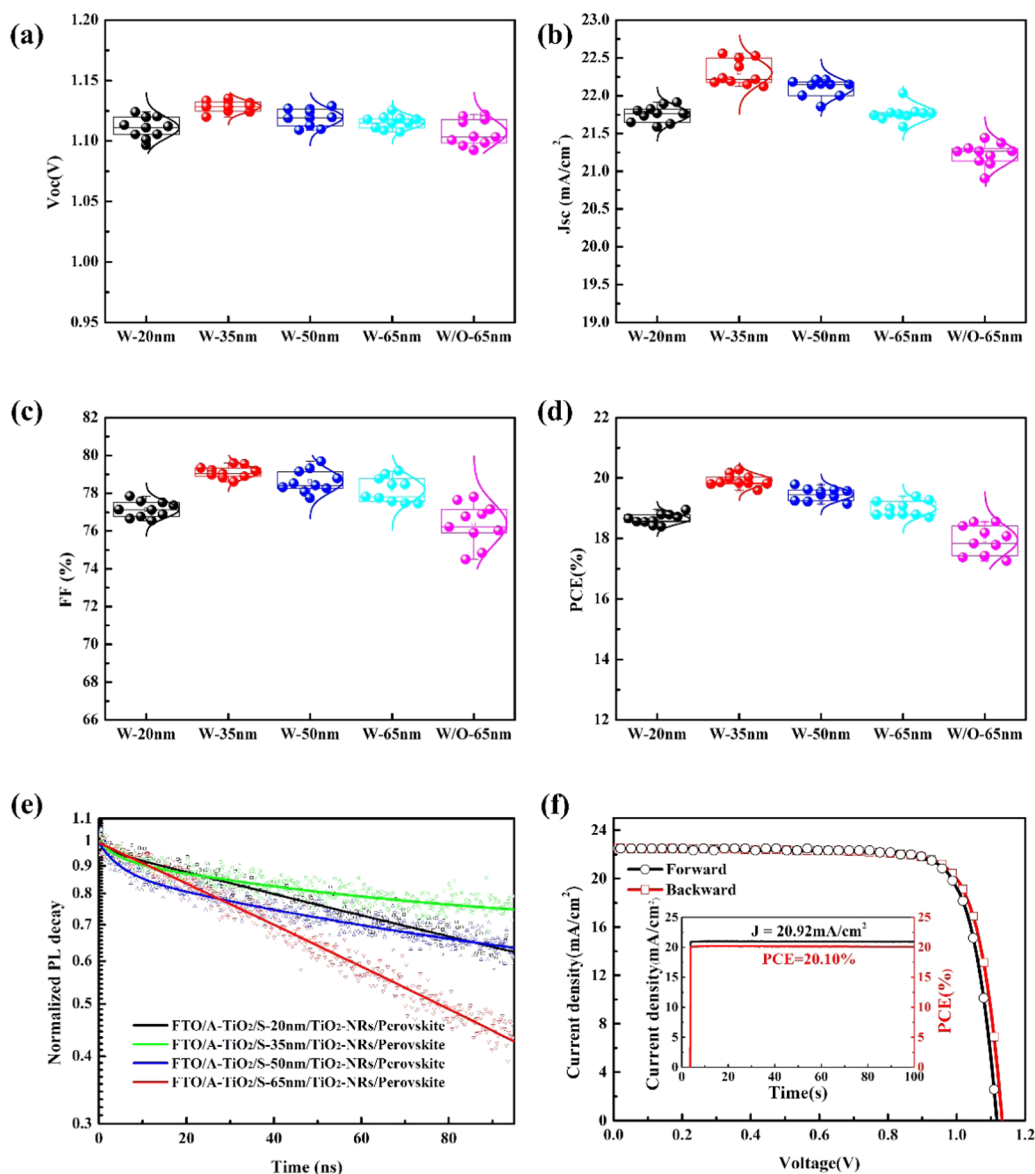 (a)
1.20
1.15
1.10
1.05
1.00
0.95
Voc(V)
W-20nm W-35nm W-50nm W-65nm W/O-65nm
(b)
23.0
22.5
22.0
21.5
21.0
20.5
20.0
19.5
19.0
Jsc (mA/cm²)
W-20nm W-35nm W-50nm W-65nm W/O-65nm
(c)
82
80
78
76
74
72
70
68
66
FF (%)
W-20nm W-35nm W-50nm W-65nm W/O-65nm
(d)
22
20
18
16
14
12
PCE(%)
W-20nm W-35nm W-50nm W-65nm W/O-65nm
(e)
1.1
1
0.9
0.8
0.7
0.6
0.5
0.4
0.3
Normalized PL decay
FTO/A-TiO₂/S-20nm/TiO₂-NRs/Perovskite
FTO/A-TiO₂/S-35nm/TiO₂-NRs/Perovskite
FTO/A-TiO₂/S-50nm/TiO₂-NRs/Perovskite
FTO/A-TiO₂/S-65nm/TiO₂-NRs/Perovskite
0 20 40 60 80
Time (ns)
(f)
24
20
16
12
8
4
0
Current density(mA/cm²)
Forward
Backward
25
20
15
10
5
0
Current density(mA/cm²)
J = 20.92mA/cm²
PCE=20.10%
25
20
15
10
5
0
PCE(%)
0 20 40 60 80 100
Time(s)
0.0 0.2 0.4 0.6 0.8 1.0 1.2
Voltage(V)